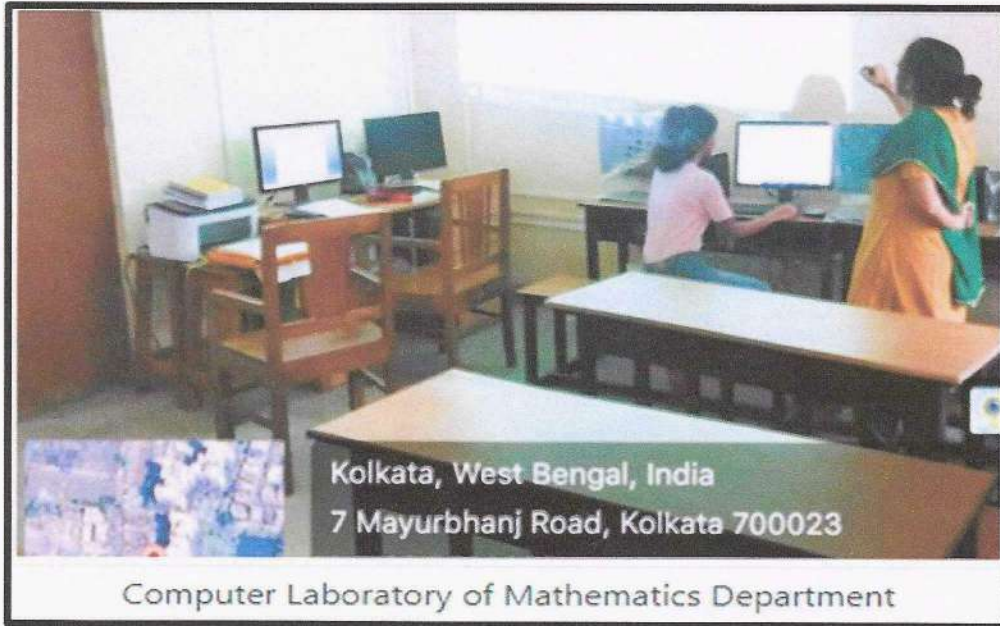 Kolkata, West Bengal, India
7 Mayurbhanj Road, Kolkata 700023
Computer Laboratory of Mathematics Department